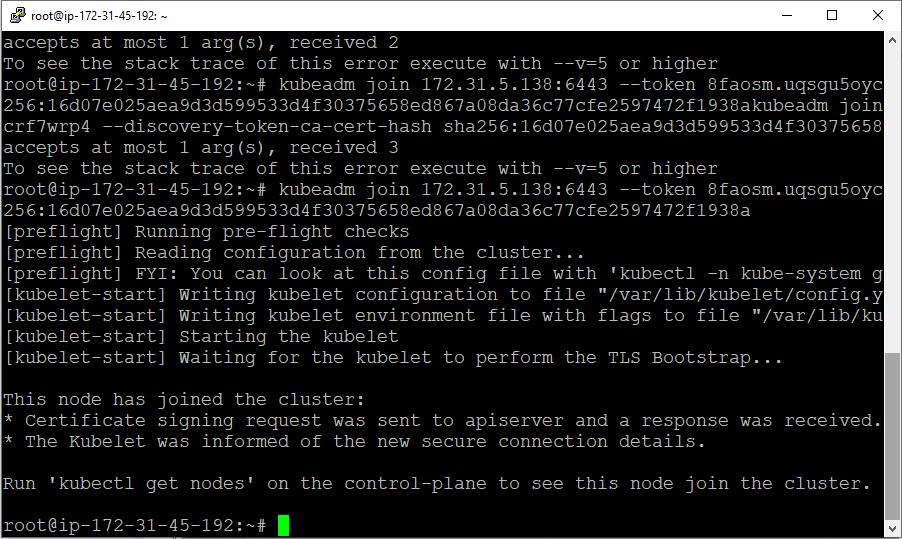 root@ip-172-31-45-192: ~
accepts at most 1 arg(s), received 2
To see the stack trace of this error execute with --v=5 or higher
root@ip-172-31-45-192:~# kubeadm join 172.31.5.138:6443 --token 8faosm.uqsgu5oyc
256:16d07e025aea9d3d599533d4f30375658ed867a08da36c77cfe2597472f1938akubeadm join
crf7wrp4 --discovery-token-ca-cert-hash sha256:16d07e025aea9d3d599533d4f30375658
accepts at most 1 arg(s), received 3
To see the stack trace of this error execute with --v=5 or higher
root@ip-172-31-45-192:~# kubeadm join 172.31.5.138:6443 --token 8faosm.uqsgu5oyc
256:16d07e025aea9d3d599533d4f30375658ed867a08da36c77cfe2597472f1938a
[preflight] Running pre-flight checks
[preflight] Reading configuration from the cluster...
[preflight] FYI: You can look at this config file with 'kubectl -n kube-system g
[kubelet-start] Writing kubelet configuration to file "/var/lib/kubelet/config.y
[kubelet-start] Writing kubelet environment file with flags to file "/var/lib/ku
[kubelet-start] Starting the kubelet
[kubelet-start] Waiting for the kubelet to perform the TLS Bootstrap...
This node has joined the cluster:
* Certificate signing request was sent to apiserver and a response was received.
* The Kubelet was informed of the new secure connection details.
Run 'kubectl get nodes' on the control-plane to see this node join the cluster.
root@ip-172-31-45-192:~#